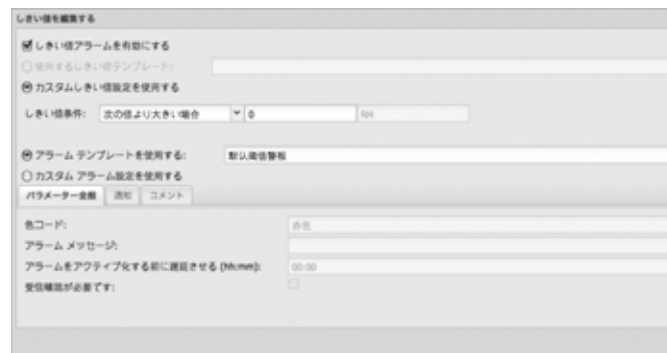 しきい値を編集する
しきい値アラームを有効にする
使用するしきい値テンプレート:
カスタムしきい値設定を使用する
しきい値条件: 次の値より大きい場合 0 RH
アラーム テンプレートを使用する: 默认阈值警报
カスタム アラーム設定を使用する
パラメーター全般 通知 コメント
色コード: 赤色
アラーム メッセージ:
アラームをアクティブ化する前に遅延させる (hh:mm): 00:00
受信確認が必要です: